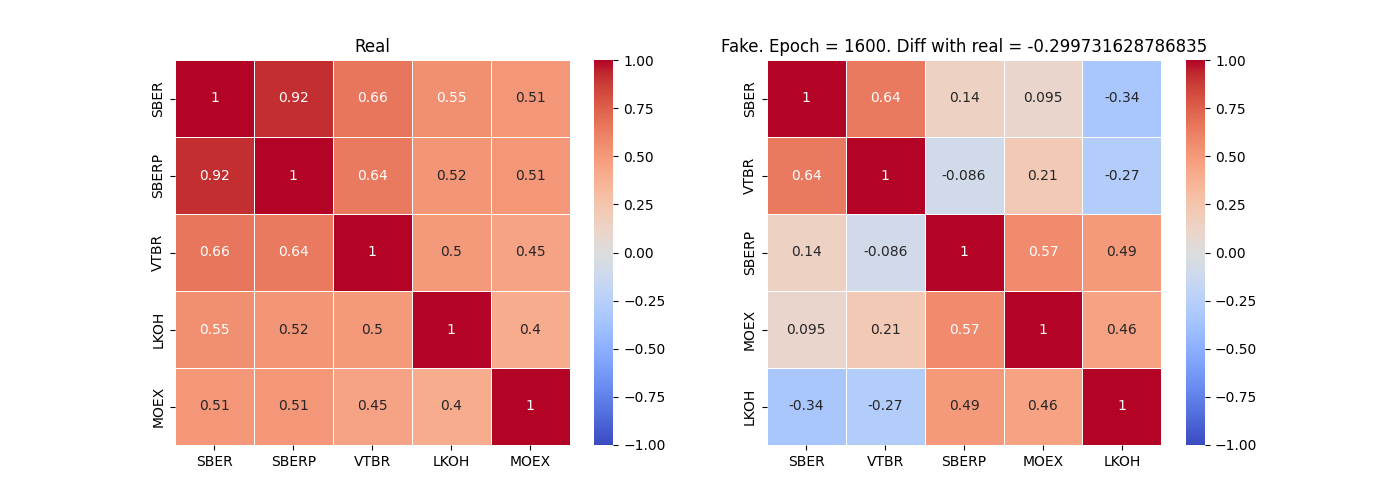 Real
SBER 1 0.92 0.66 0.55 0.51
SBERP 0.92 1 0.64 0.52 0.51
VTBR 0.66 0.64 1 0.5 0.45
LKOH 0.55 0.52 0.5 1 0.4
MOEX 0.51 0.51 0.45 0.4 1
SBER SBERP VTBR LKOH MOEX
1.00
0.75
0.50
0.25
0.00
−0.25
−0.50
−0.75
−1.00
Fake. Epoch = 1600. Diff with real = -0.299731628786835
SBER 1 0.64 0.14 0.095 -0.34
VTBR 0.64 1 -0.086 0.21 -0.27
SBERP 0.14 -0.086 1 0.57 0.49
MOEX 0.095 0.21 0.57 1 0.46
LKOH -0.34 -0.27 0.49 0.46 1
SBER VTBR SBERP MOEX LKOH
1.00
0.75
0.50
0.25
0.00
−0.25
−0.50
−0.75
−1.00